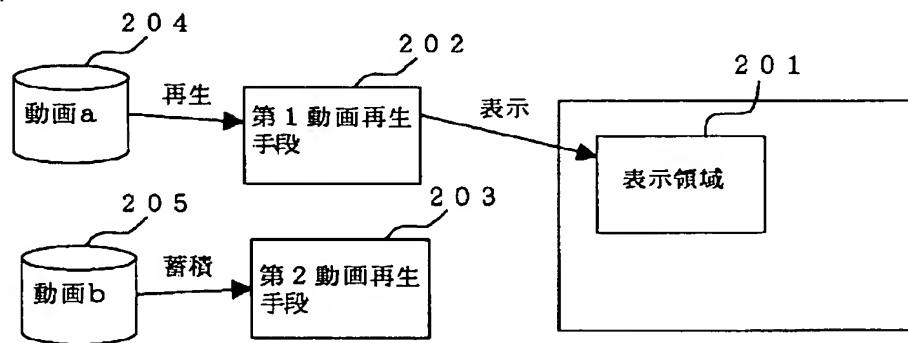 ２０４
２０２
２０１
動画a
再生
第１動画再生
手段
表示
表示領域
２０５
２０３
動画b
蓄積
第２動画再生
手段